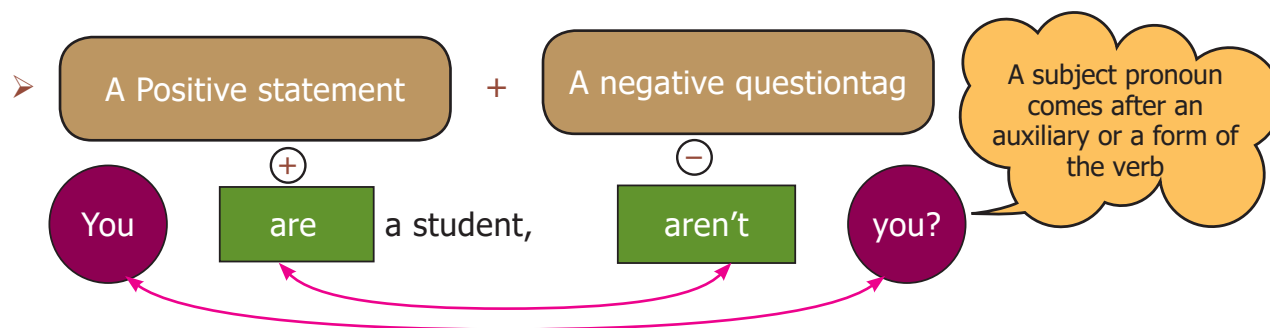 ➢ A Positive statement + A negative questiontag
A subject pronoun
comes after an
auxiliary or a form of
the verb
+ −
You are a student, aren't you?